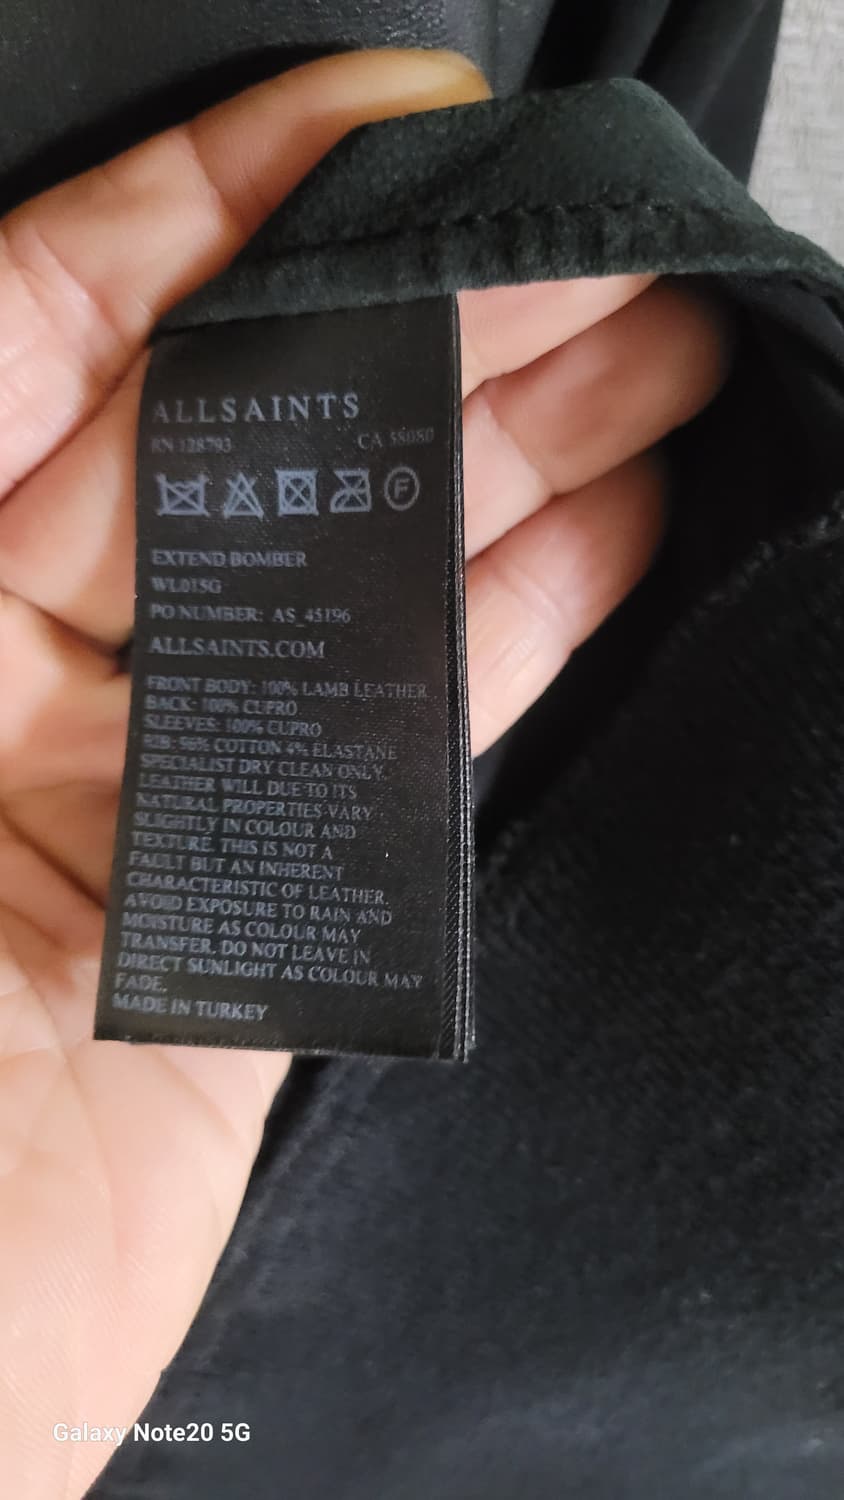 ALLSAINTS
RN 128793 CA 35080
F
EXTEND BOMBER
WL015G
PO NUMBER: AS_45196
ALLSAINTS.COM
FRONT BODY: 100% LAMB LEATHER
BACK: 100% CUPRO
SLEEVES: 100% CUPRO
RIB: 96% COTTON 4% ELASTANE
SPECIALIST DRY CLEAN ONLY.
LEATHER WILL DUE TO ITS
NATURAL PROPERTIES VARY
SLIGHTLY IN COLOUR AND
TEXTURE. THIS IS NOT A
FAULT BUT AN INHERENT
CHARACTERISTIC OF LEATHER.
AVOID EXPOSURE TO RAIN AND
MOISTURE AS COLOUR MAY
TRANSFER. DO NOT LEAVE IN
DIRECT SUNLIGHT AS COLOUR MAY
FADE.
MADE IN TURKEY
Galaxy Note20 5G